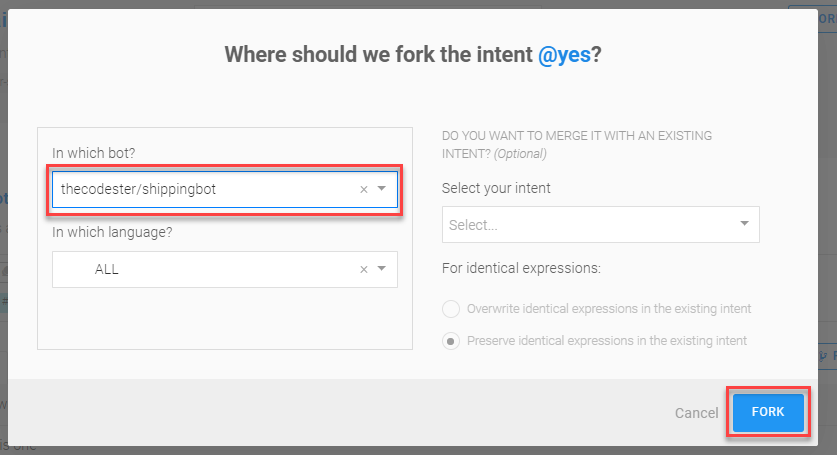 Where should we fork the intent @yes?
In which bot?
thecodester/shippingbot
In which language?
ALL
DO YOU WANT TO MERGE IT WITH AN EXISTING
INTENT? (Optional)
Select your intent
Select...
For identical expressions:
Overwrite identical expressions in the existing intent
Preserve identical expressions in the existing intent
Cancel
FORK